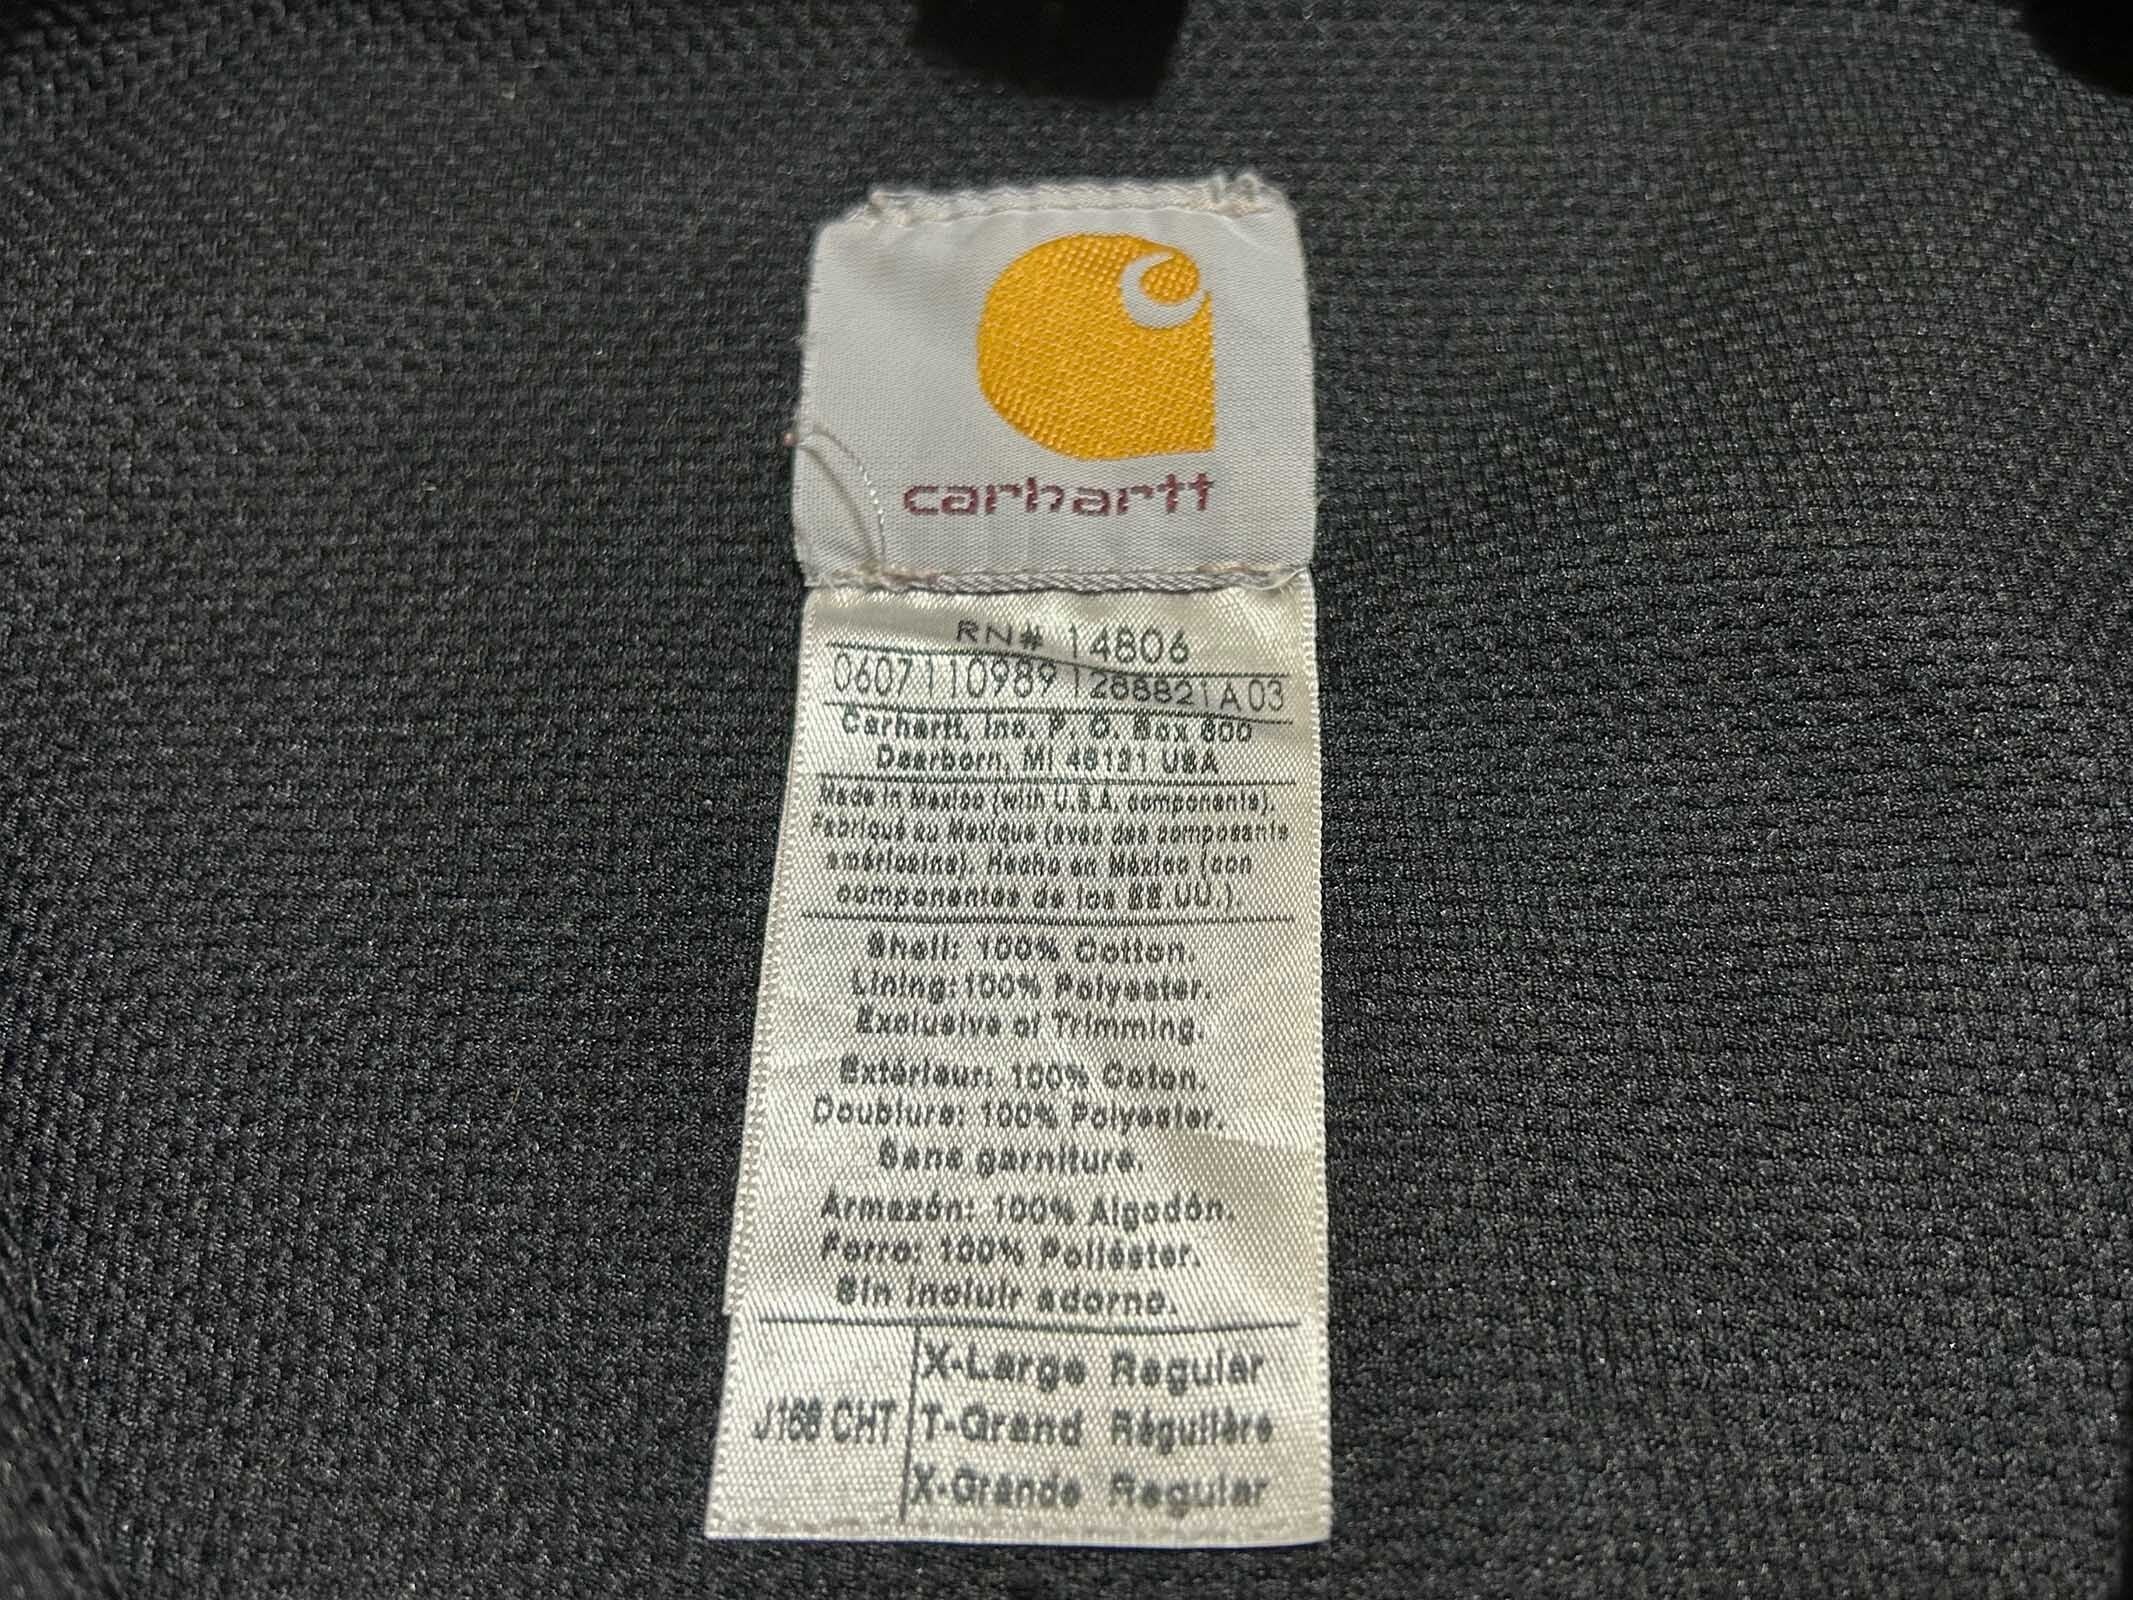 carhartt
RN# 14806
0607110989 1288821A03
Carhartt, Inc. P. O. Box 600
Dearborn, MI 48121 USA
Made in Mexico (with U.S.A. components).
Fabriqué au Mexique (avec des composants
américains). Hecho en México (con
componentes de los EE.UU.).
Shell: 100% Cotton.
Lining: 100% Polyester.
Exclusive of Trimming.
Extérieur: 100% Coton.
Doublure: 100% Polyester.
Sans garniture.
Armazón: 100% Algodón.
Forro: 100% Poliéster.
Sin incluir adorno.
J168 CHT
X-Large Regular
T-Grand Régulière
X-Grande Regular